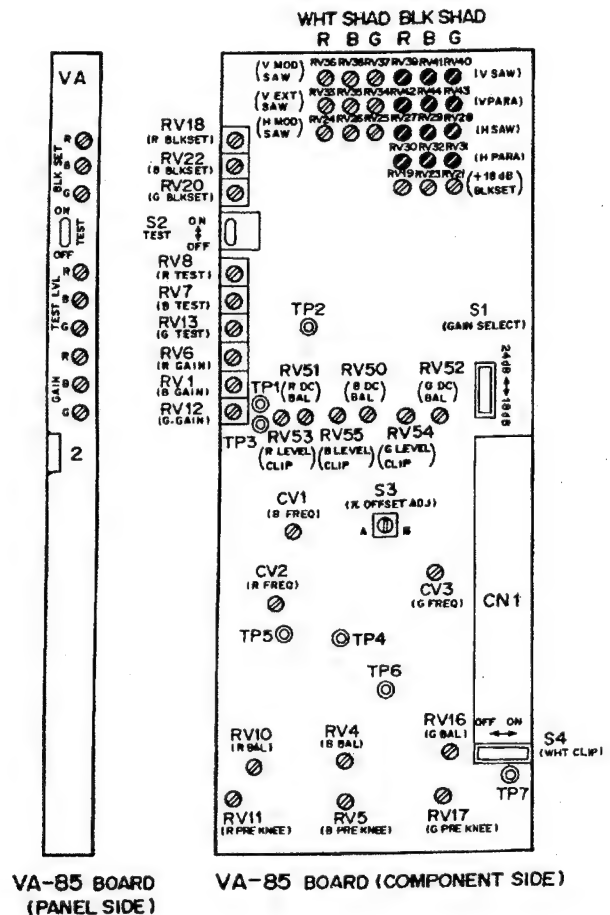 WHT SHAD BLK SHAD
R B G R B G
VA
BLK SET
R
B
G
ON
TEST
OFF
TEST LVL
R
B
G
GAIN
R
B
G
2
(V MOD SAW) RV36 RV38 RV37 RV39 RV41 RV40 (V SAW)
(V EXT SAW) RV33 RV35 RV34 RV42 RV44 RV43 (V PARA)
(H MOD SAW) RV24 RV26 RV25 RV27 RV29 RV28 (H SAW)
RV30 RV32 RV31 (H PARA)
RV19 RV23 RV21 (+18 dB BLKSET)
RV18
(R BLKSET)
RV22
(B BLKSET)
RV20
(G BLKSET)
S2
TEST
ON
OFF
RV8
(R TEST)
RV7
(B TEST)
RV13
(G TEST)
RV6
(R GAIN)
RV1
(B GAIN)
RV12
(G-GAIN)
TP2
S1
(GAIN SELECT)
24dB 18dB
TP1
TP3
RV51
(R DC BAL)
RV50
(B DC BAL)
RV52
(G DC BAL)
RV53
(R LEVEL CLIP)
RV55
(B LEVEL CLIP)
RV54
(G LEVEL CLIP)
CV1
(B FREQ)
S3
(R. OFFSET ADJ)
A B
CV2
(R FREQ)
CV3
(G FREQ)
CN1
TP5
TP4
TP6
RV10
(R BAL)
RV4
(B BAL)
RV16
(G BAL)
OFF ON
S4
(WHT CLIP)
TP7
RV11
(R PRE KNEE)
RV5
(B PRE KNEE)
RV17
(G PRE KNEE)
VA-85 BOARD
(PANEL SIDE)
VA-85 BOARD (COMPONENT SIDE)